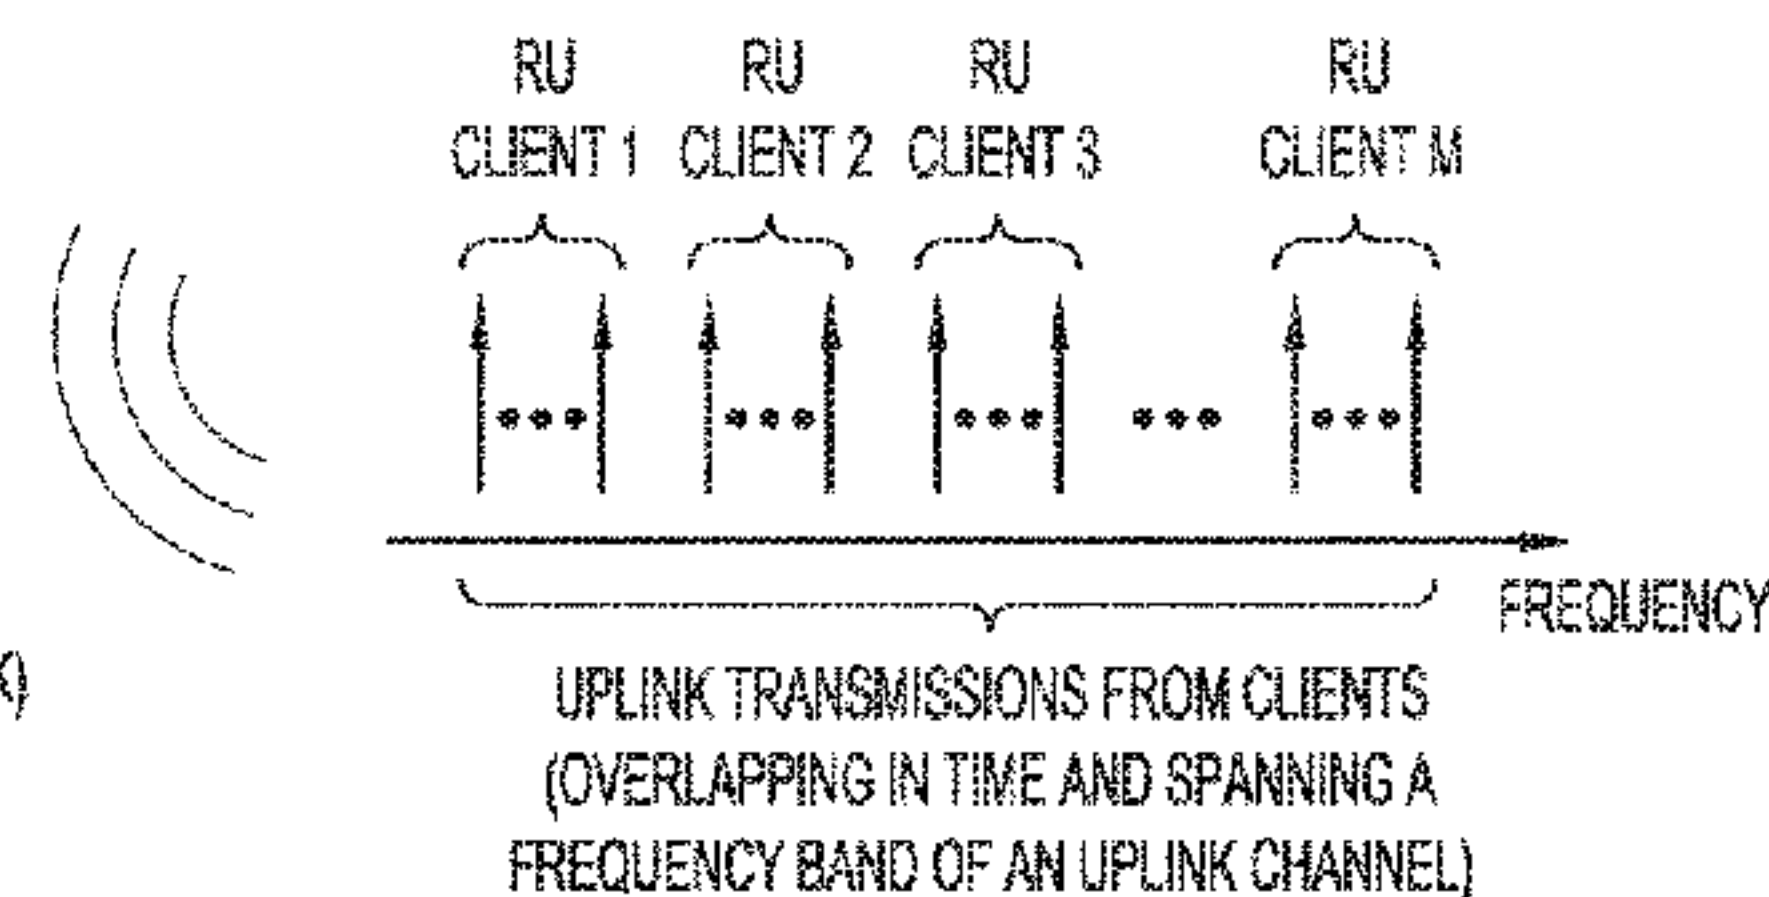 RU RU RU RU
CLIENT 1 CLIENT 2 CLIENT 3 CLIENT M
FREQUENCY
UPLINK TRANSMISSIONS FROM CLIENTS
(OVERLAPPING IN TIME AND SPANNING A
FREQUENCY BAND OF AN UPLINK CHANNEL)